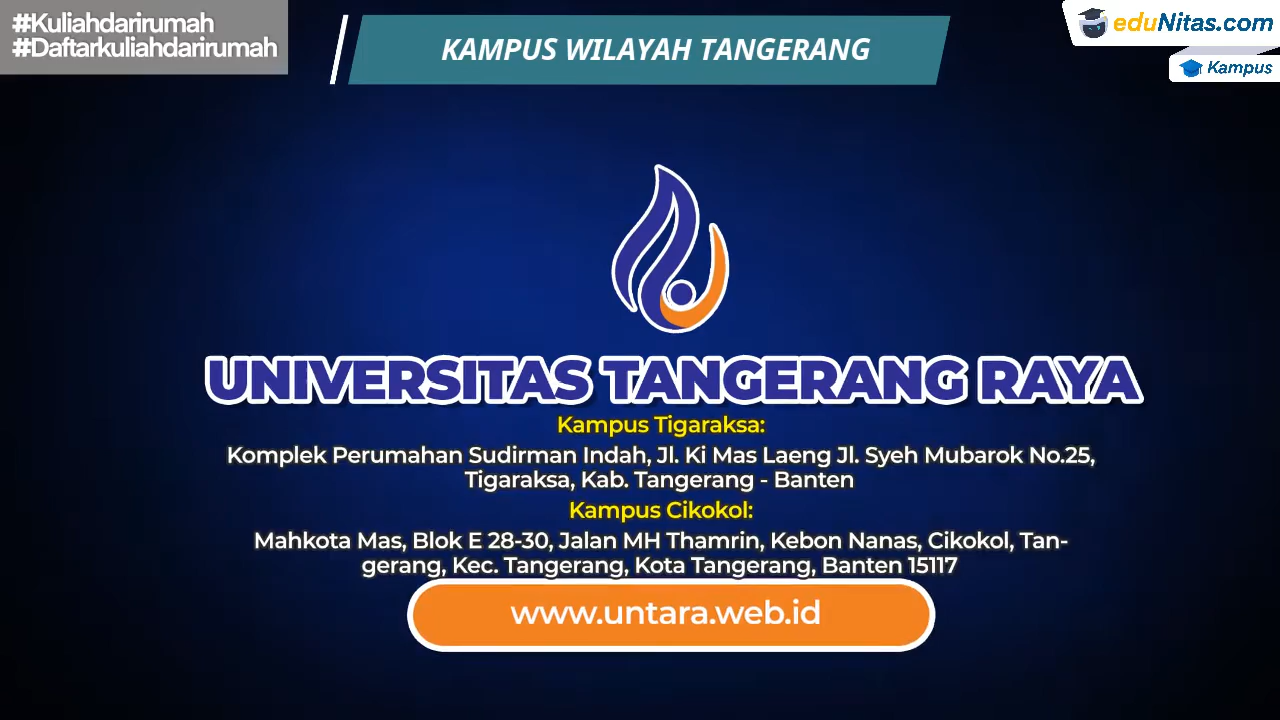 #Kuliahdarirumah
#Daftarkuliahdarirumah
KAMPUS WILAYAH TANGERANG
eduNitas.com
Kampus
UNIVERSITAS TANGERANG RAYA
Kampus Tigaraksa:
Komplek Perumahan Sudirman Indah, Jl. Ki Mas Laeng Jl. Syeh Mubarok No.25,
Tigaraksa, Kab. Tangerang - Banten
Kampus Cikokol:
Mahkota Mas, Blok E 28-30, Jalan MH Thamrin, Kebon Nanas, Cikokol, Tan-
gerang, Kec. Tangerang, Kota Tangerang, Banten 15117
www.untara.web.id